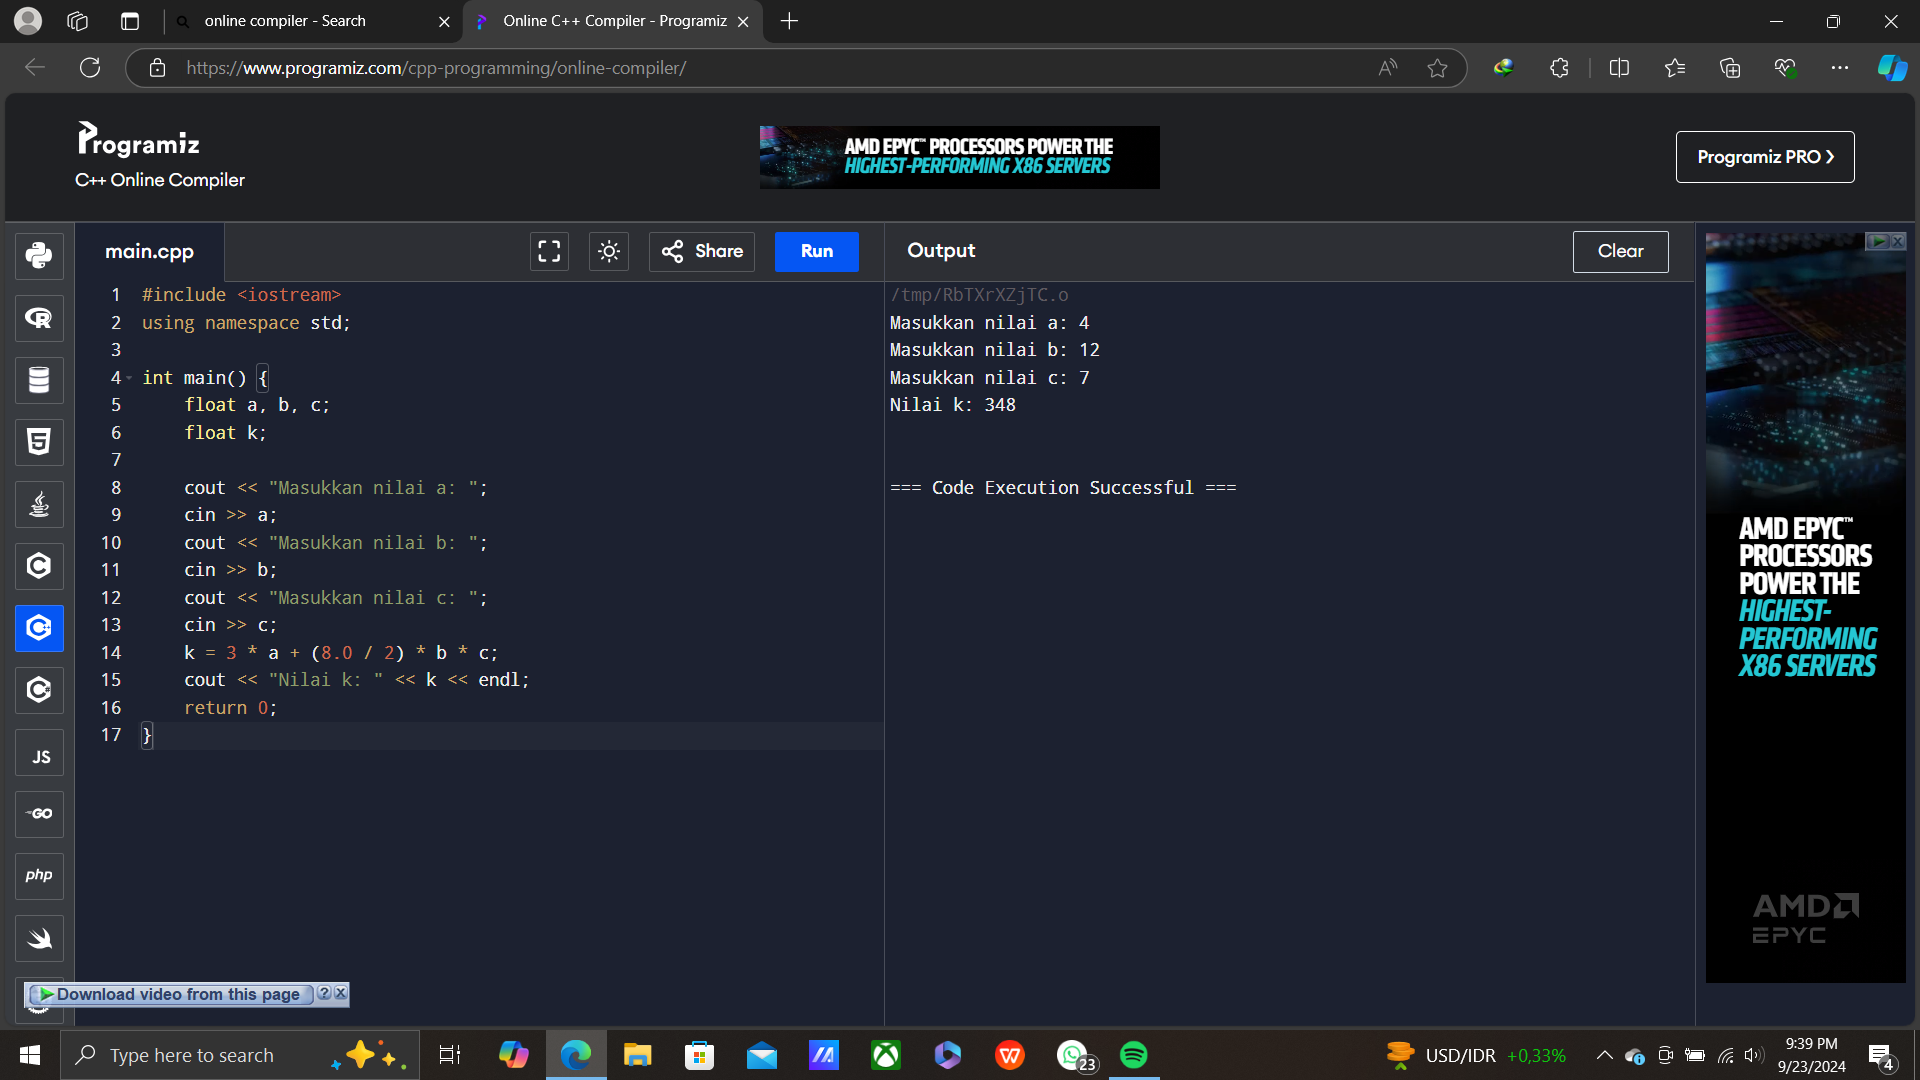 online compiler - Search
Online C++ Compiler - Programiz
https://www.programiz.com/cpp-programming/online-compiler/
Programiz
C++ Online Compiler
AMD EPYC™ PROCESSORS POWER THE
HIGHEST-PERFORMING X86 SERVERS
Programiz PRO ❯
main.cpp
Share
Run
Output
Clear
1 #include <iostream>
2 using namespace std;
3
4 int main() {
5 float a, b, c;
6 float k;
7
8 cout << "Masukkan nilai a: ";
9 cin >> a;
10 cout << "Masukkan nilai b: ";
11 cin >> b;
12 cout << "Masukkan nilai c: ";
13 cin >> c;
14 k = 3 * a + (8.0 / 2) * b * c;
15 cout << "Nilai k: " << k << endl;
16 return 0;
17 }
/tmp/RbTXrXZjTC.o
Masukkan nilai a: 4
Masukkan nilai b: 12
Masukkan nilai c: 7
Nilai k: 348
=== Code Execution Successful ===
AMD EPYC™
PROCESSORS
POWER THE
HIGHEST-
PERFORMING
X86 SERVERS
AMD
EPYC
JS
GO
php
Download video from this page
Type here to search
23
USD/IDR +0,33%
9:39 PM
9/23/2024
4